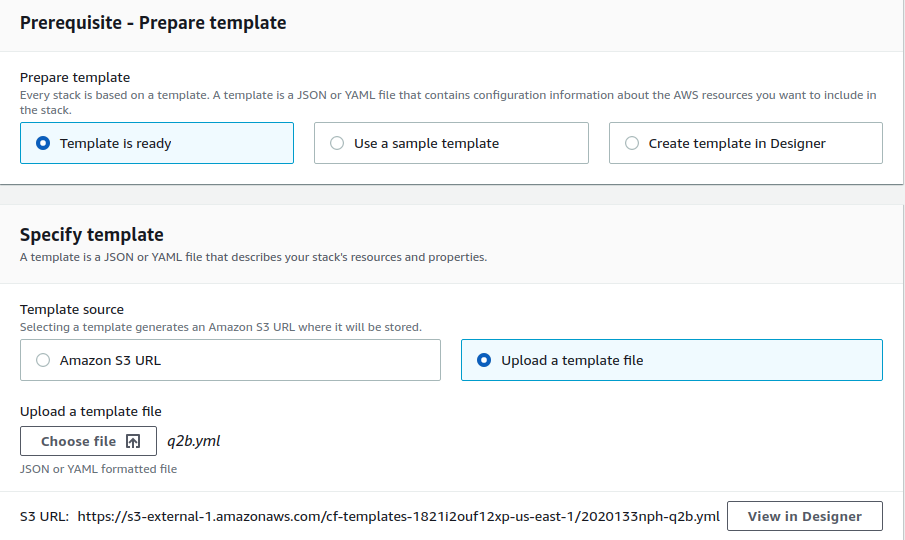 Prerequisite - Prepare template
Prepare template
Every stack is based on a template. A template is a JSON or YAML file that contains configuration information about the AWS resources you want to include in
the stack.
Template is ready
Use a sample template
Create template in Designer
Specify template
A template is a JSON or YAML file that describes your stack's resources and properties.
Template source
Selecting a template generates an Amazon S3 URL where it will be stored.
Amazon S3 URL
Upload a template file
Upload a template file
Choose file
q2b.yml
JSON or YAML formatted file
S3 URL: https://s3-external-1.amazonaws.com/cf-templates-1821i2ouf12xp-us-east-1/2020133nph-q2b.yml
View in Designer